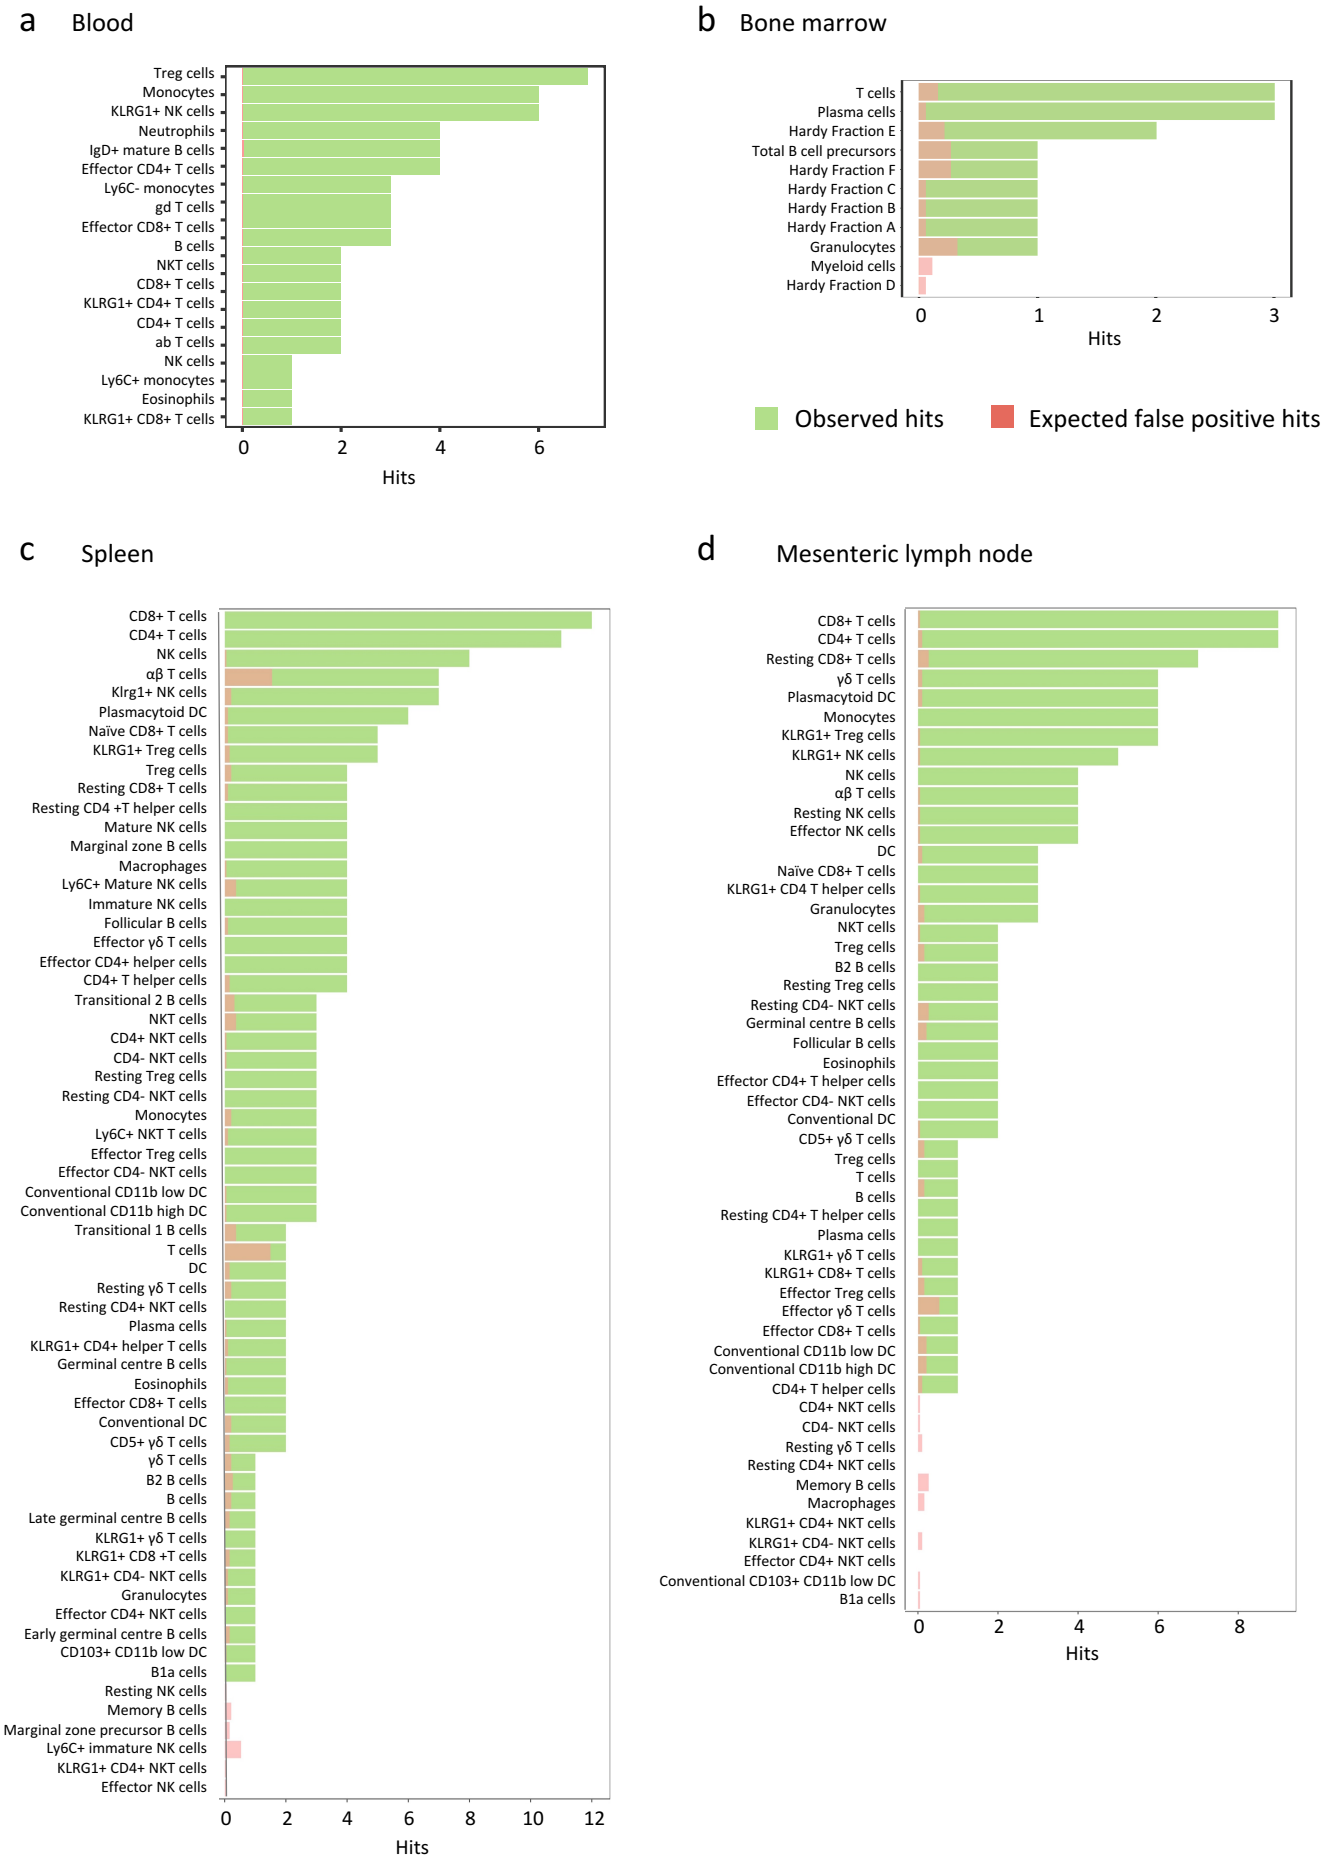 a Blood
Treg cells
Monocytes
KLRG1+ NK cells
Neutrophils
IgD+ mature B cells
Effector CD4+ T cells
Ly6C- monocytes
gd T cells
Effector CD8+ T cells
B cells
NKT cells
CD8+ T cells
KLRG1+ CD4+ T cells
CD4+ T cells
ab T cells
NK cells
Ly6C+ monocytes
Eosinophils
KLRG1+ CD8+ T cells
0 2 4 6
Hits
b Bone marrow
T cells
Plasma cells
Hardy Fraction E
Total B cell precursors
Hardy Fraction F
Hardy Fraction C
Hardy Fraction B
Hardy Fraction A
Granulocytes
Myeloid cells
Hardy Fraction D
0 1 2 3
Hits
Observed hits Expected false positive hits
c Spleen
CD8+ T cells
CD4+ T cells
NK cells
αβ T cells
Klrg1+ NK cells
Plasmacytoid DC
Naïve CD8+ T cells
KLRG1+ Treg cells
Treg cells
Resting CD8+ T cells
Resting CD4 +T helper cells
Mature NK cells
Marginal zone B cells
Macrophages
Ly6C+ Mature NK cells
Immature NK cells
Follicular B cells
Effector γδ T cells
Effector CD4+ helper cells
CD4+ T helper cells
Transitional 2 B cells
NKT cells
CD4+ NKT cells
CD4- NKT cells
Resting Treg cells
Resting CD4- NKT cells
Monocytes
Ly6C+ NKT T cells
Effector Treg cells
Effector CD4- NKT cells
Conventional CD11b low DC
Conventional CD11b high DC
Transitional 1 B cells
T cells
DC
Resting γδ T cells
Resting CD4+ NKT cells
Plasma cells
KLRG1+ CD4+ helper T cells
Germinal centre B cells
Eosinophils
Effector CD8+ T cells
Conventional DC
CD5+ γδ T cells
γδ T cells
B2 B cells
B cells
Late germinal centre B cells
KLRG1+ γδ T cells
KLRG1+ CD8 +T cells
KLRG1+ CD4- NKT cells
Granulocytes
Effector CD4+ NKT cells
Early germinal centre B cells
CD103+ CD11b low DC
B1a cells
Resting NK cells
Memory B cells
Marginal zone precursor B cells
Ly6C+ immature NK cells
KLRG1+ CD4+ NKT cells
Effector NK cells
0 2 4 6 8 10 12
Hits
d Mesenteric lymph node
CD8+ T cells
CD4+ T cells
Resting CD8+ T cells
γδ T cells
Plasmacytoid DC
Monocytes
KLRG1+ Treg cells
KLRG1+ NK cells
NK cells
αβ T cells
Resting NK cells
Effector NK cells
DC
Naïve CD8+ T cells
KLRG1+ CD4 T helper cells
Granulocytes
NKT cells
Treg cells
B2 B cells
Resting Treg cells
Resting CD4- NKT cells
Germinal centre B cells
Follicular B cells
Eosinophils
Effector CD4+ T helper cells
Effector CD4- NKT cells
Conventional DC
CD5+ γδ T cells
Treg cells
T cells
B cells
Resting CD4+ T helper cells
Plasma cells
KLRG1+ γδ T cells
KLRG1+ CD8+ T cells
Effector Treg cells
Effector γδ T cells
Effector CD8+ T cells
Conventional CD11b low DC
Conventional CD11b high DC
CD4+ T helper cells
CD4+ NKT cells
CD4- NKT cells
Resting γδ T cells
Resting CD4+ NKT cells
Memory B cells
Macrophages
KLRG1+ CD4+ NKT cells
KLRG1+ CD4- NKT cells
Effector CD4+ NKT cells
Conventional CD103+ CD11b low DC
B1a cells
0 2 4 6 8
Hits